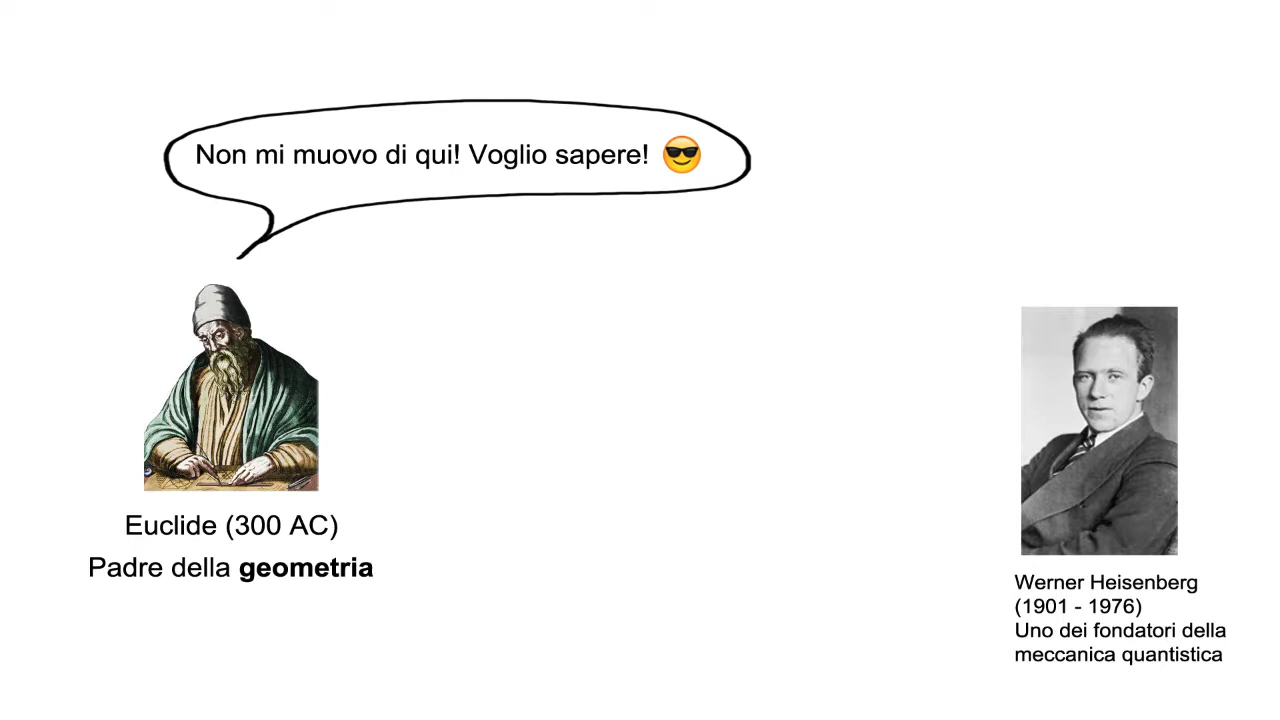 Non mi muovo di qui! Voglio sapere! 😎
Euclide (300 AC)
Padre della geometria
Werner Heisenberg
(1901 - 1976)
Uno dei fondatori della
meccanica quantistica